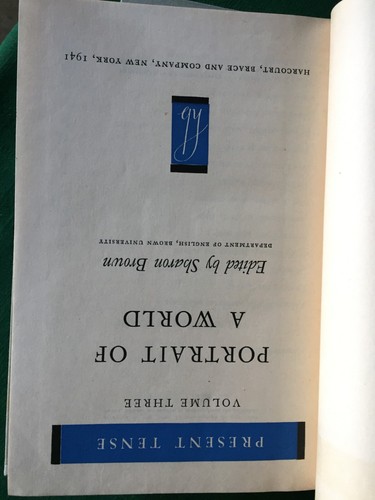 PRESENT TENSE
VOLUME THREE
PORTRAIT OF
A WORLD
Edited by Sharon Brown
DEPARTMENT OF ENGLISH, BROWN UNIVERSITY
hb
HARCOURT, BRACE AND COMPANY, NEW YORK, 1941